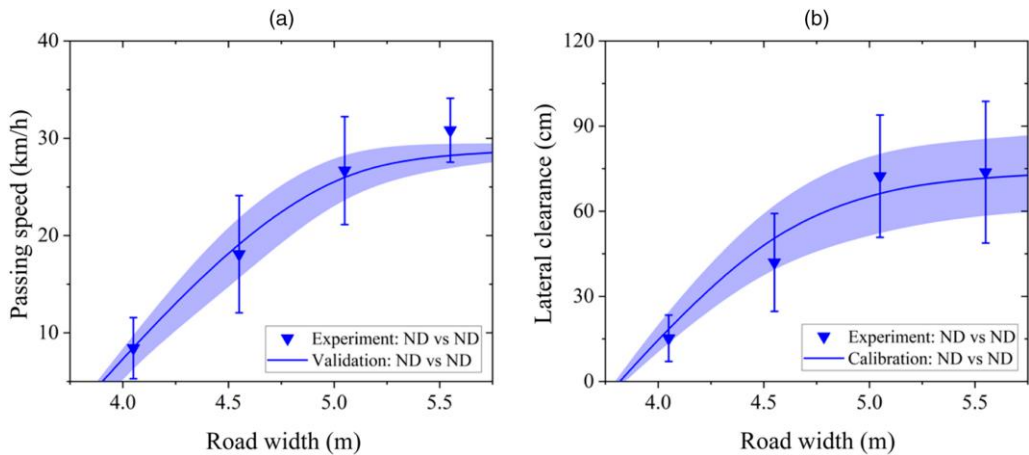 (a)
40
30
20
10
Passing speed (km/h)
Experiment: ND vs ND
Validation: ND vs ND
4.0 4.5 5.0 5.5
Road width (m)
(b)
120
90
60
30
0
Lateral clearance (cm)
Experiment: ND vs ND
Calibration: ND vs ND
4.0 4.5 5.0 5.5
Road width (m)